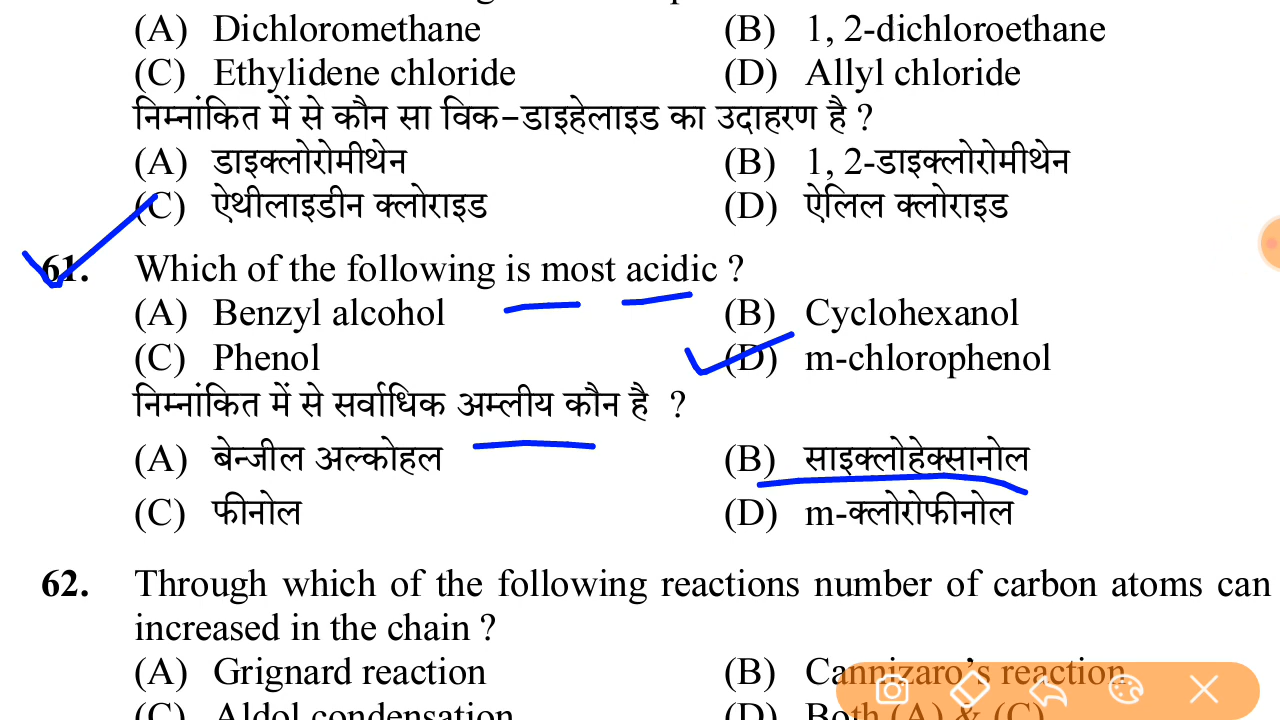 (A) Dichloromethane (B) 1, 2-dichloroethane
(C) Ethylidene chloride (D) Allyl chloride
निम्नांकित में से कौन सा विक–डाइहेलाइड का उदाहरण है ?
(A) डाइक्लोरोमीथेन (B) 1, 2-डाइक्लोरोमीथेन
(C) ऐथीलाइडीन क्लोराइड (D) ऐलिल क्लोराइड
61. Which of the following is most acidic ?
(A) Benzyl alcohol (B) Cyclohexanol
(C) Phenol (D) m-chlorophenol
निम्नांकित में से सर्वाधिक अम्लीय कौन है ?
(A) बेन्जील अल्कोहल (B) साइक्लोहेक्सानोल
(C) फीनोल (D) m-क्लोरोफीनोल
62. Through which of the following reactions number of carbon atoms can
increased in the chain ?
(A) Grignard reaction (B) Cannizaro's reaction
(C) Aldol condensation (D) Both (A) & (C)